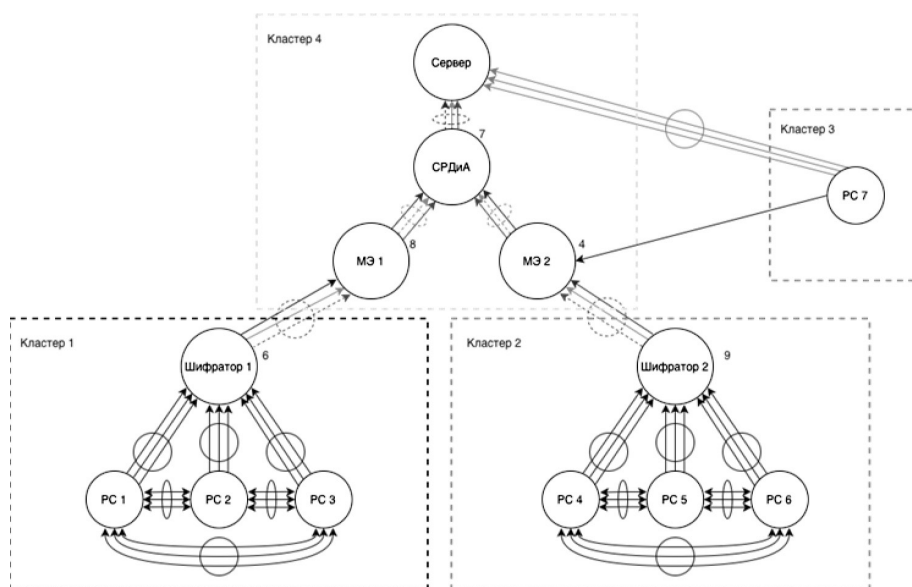 Кластер 4
Сервер
Кластер 3
7
СРДиА
РС 7
8
4
МЭ 1
МЭ 2
Кластер 1
Кластер 2
6
9
Шифратор 1
Шифратор 2
РС 1
РС 2
РС 3
РС 4
РС 5
РС 6